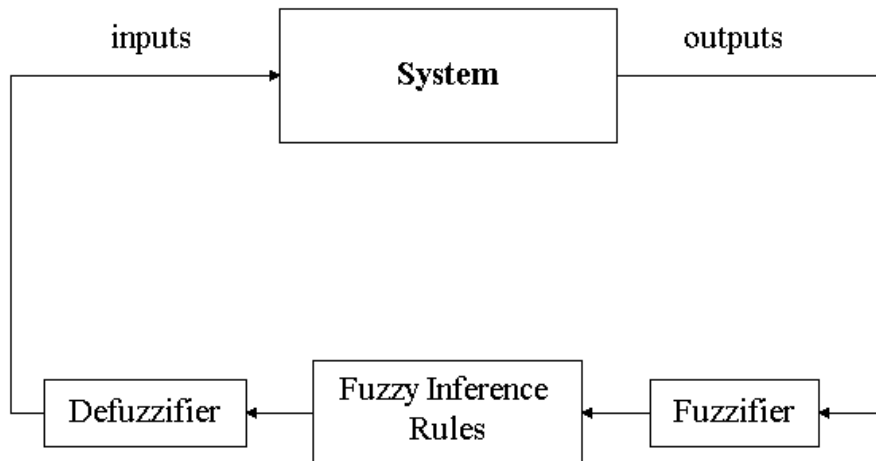 inputs
System
outputs
Defuzzifier
Fuzzy Inference
Rules
Fuzzifier